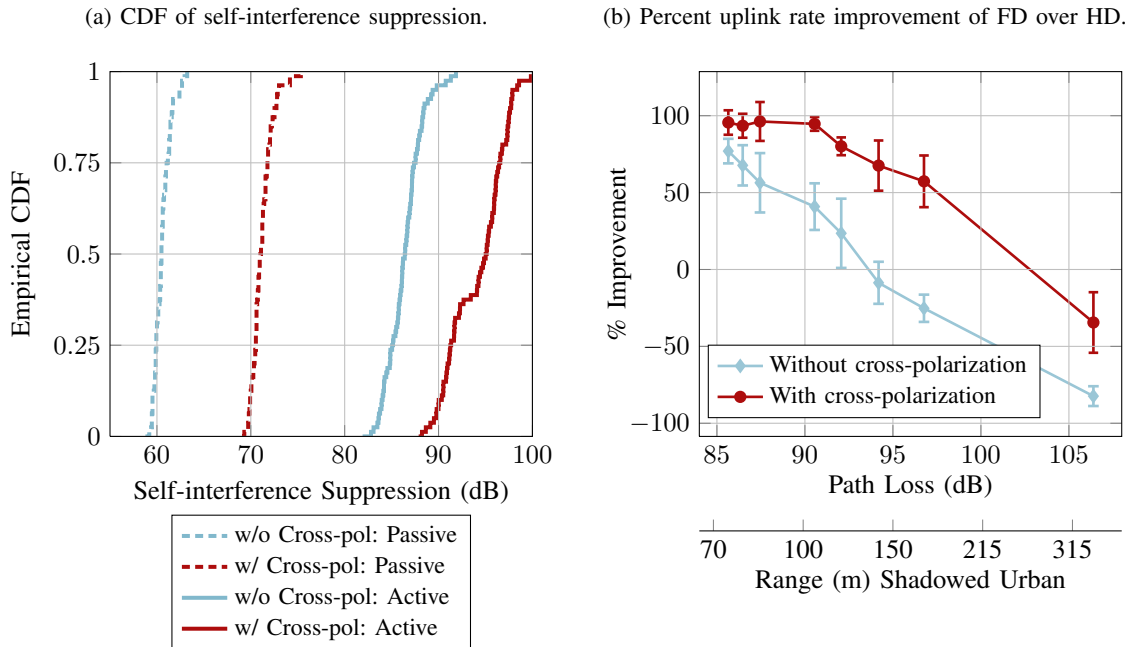 (a) CDF of self-interference suppression.
1
0.75
0.5
0.25
0
Empirical CDF
60 70 80 90 100
Self-interference Suppression (dB)
w/o Cross-pol: Passive
w/ Cross-pol: Passive
w/o Cross-pol: Active
w/ Cross-pol: Active
(b) Percent uplink rate improvement of FD over HD.
100
50
0
−50
−100
% Improvement
Without cross-polarization
With cross-polarization
85 90 95 100 105
Path Loss (dB)
70 100 150 215 315
Range (m) Shadowed Urban